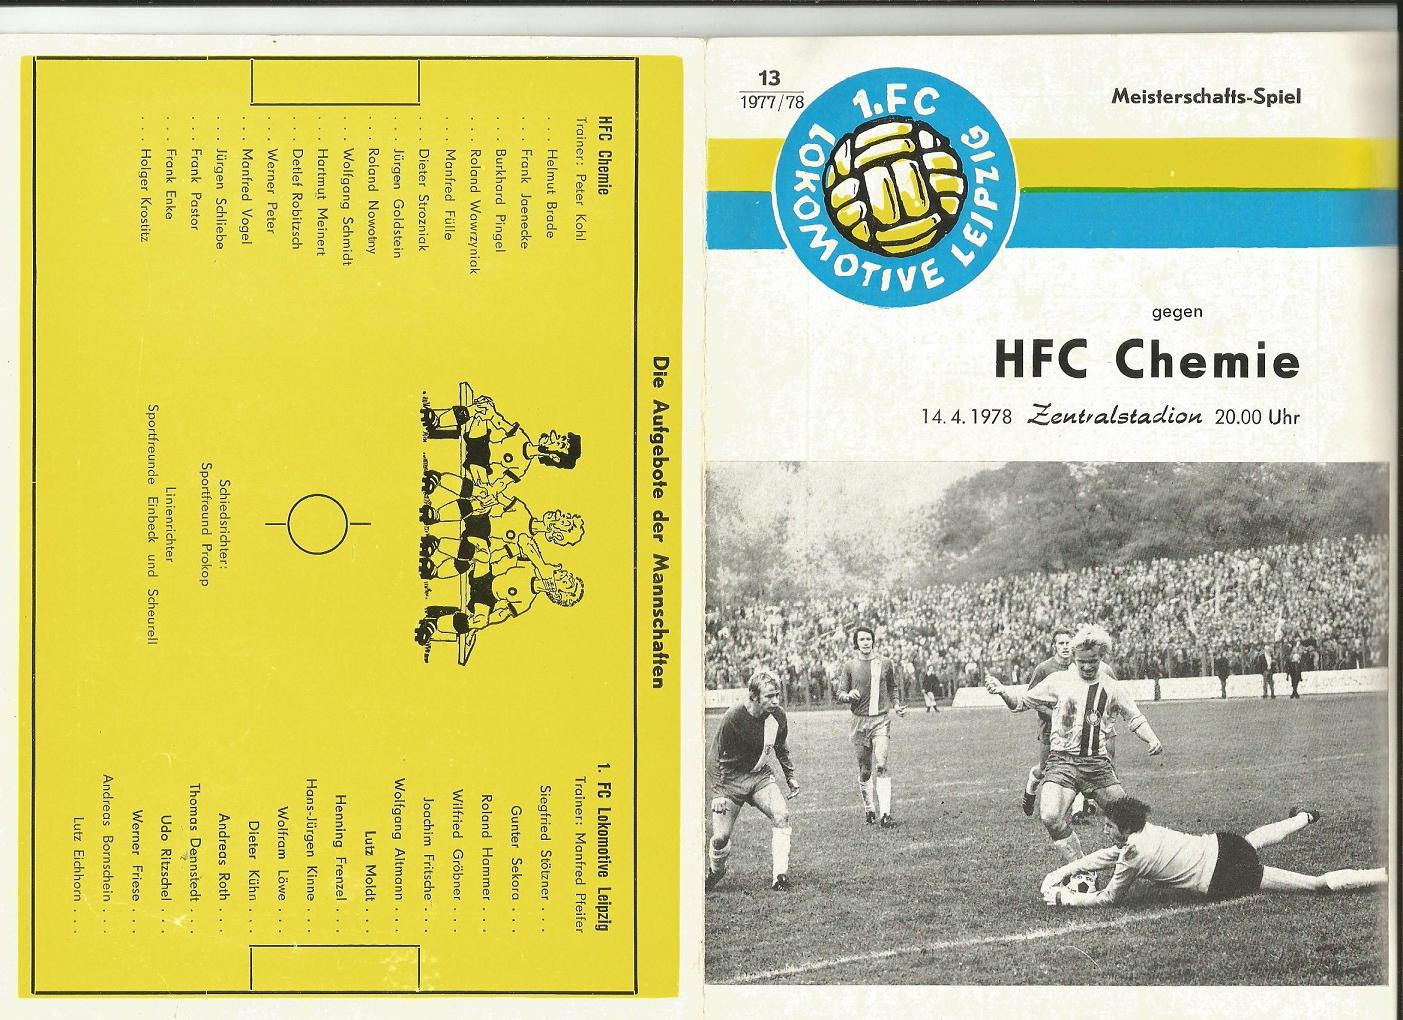 13
1977/78
1. FC LOKOMOTIVE LEIPZIG
Meisterschafts-Spiel
gegen
HFC Chemie
14. 4. 1978 Zentralstadion 20.00 Uhr
Die Aufgebote der Mannschaften
HFC Chemie
Trainer: Peter Kohl
. . . Helmut Brade
. . . Frank Jaenecke
. . . Burkhard Pingel
. . . Roland Wawrzyniak
. . . Manfred Fülle
. . . Dieter Strozniak
. . . Jürgen Goldstein
. . . Roland Nowotny
. . . Wolfgang Schmidt
. . . Hartmut Meinert
. . . Detlef Robitzsch
. . . Werner Peter
. . . Manfred Vogel
. . . Jürgen Schliebe
. . . Frank Pastor
. . . Frank Enke
. . . Holger Krostitz
Schiedsrichter:
Sportfreund Prokop
Linienrichter
Sportfreunde Einbeck und Scheurell
1. FC Lokomotive Leipzig
Trainer: Manfred Pfeifer
Siegfried Stötzner . . .
Gunter Sekora . . .
Roland Hammer . . .
Wilfried Gröbner . . .
Joachim Fritsche . . .
Wolfgang Altmann . . .
Lutz Moldt . . .
Henning Frenzel . . .
Hans-Jürgen Kinne . . .
Wolfram Löwe . . .
Dieter Kühn . . .
Andreas Roth . . .
Thomas Dennstedt . . .
Udo Ritzschel . . .
Werner Friese . . .
Andreas Bornschein . . .
Lutz Eichhorn . . .